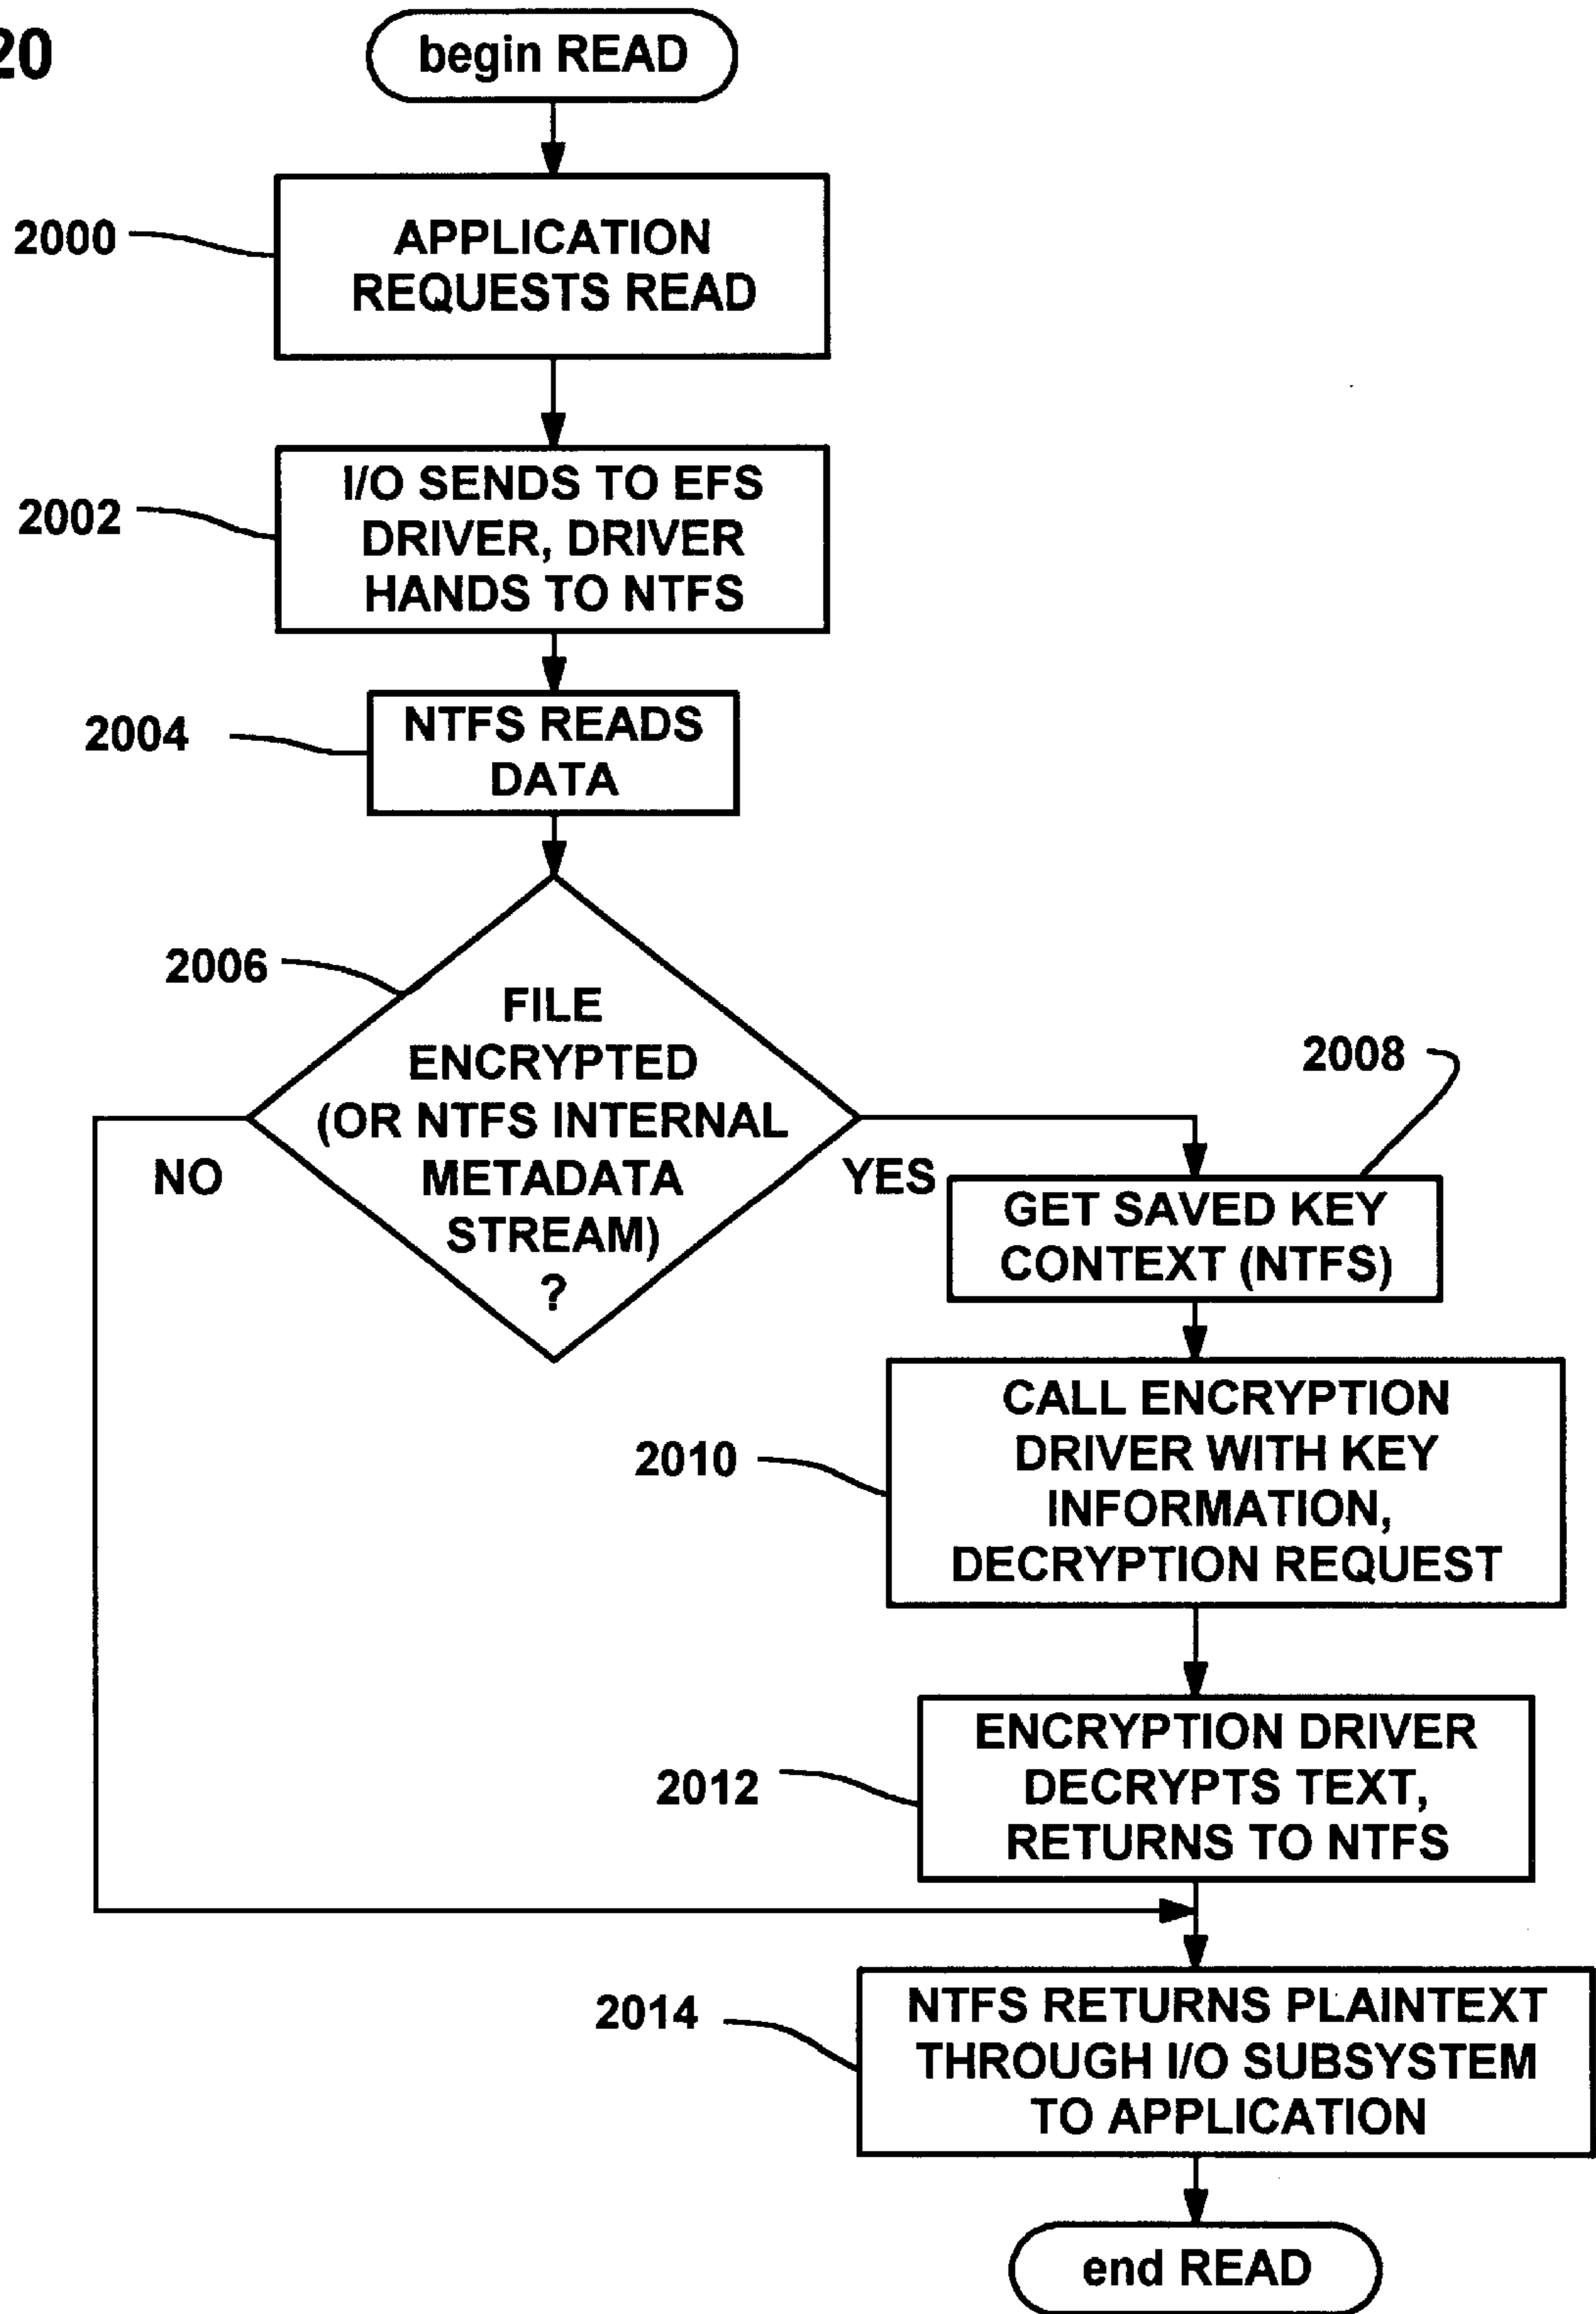 20
begin READ
2000
APPLICATION
REQUESTS READ
2002
I/O SENDS TO EFS
DRIVER, DRIVER
HANDS TO NTFS
2004
NTFS READS
DATA
2006
FILE
ENCRYPTED
(OR NTFS INTERNAL
METADATA
STREAM)
?
NO
YES
2008
GET SAVED KEY
CONTEXT (NTFS)
2010
CALL ENCRYPTION
DRIVER WITH KEY
INFORMATION,
DECRYPTION REQUEST
2012
ENCRYPTION DRIVER
DECRYPTS TEXT,
RETURNS TO NTFS
2014
NTFS RETURNS PLAINTEXT
THROUGH I/O SUBSYSTEM
TO APPLICATION
end READ